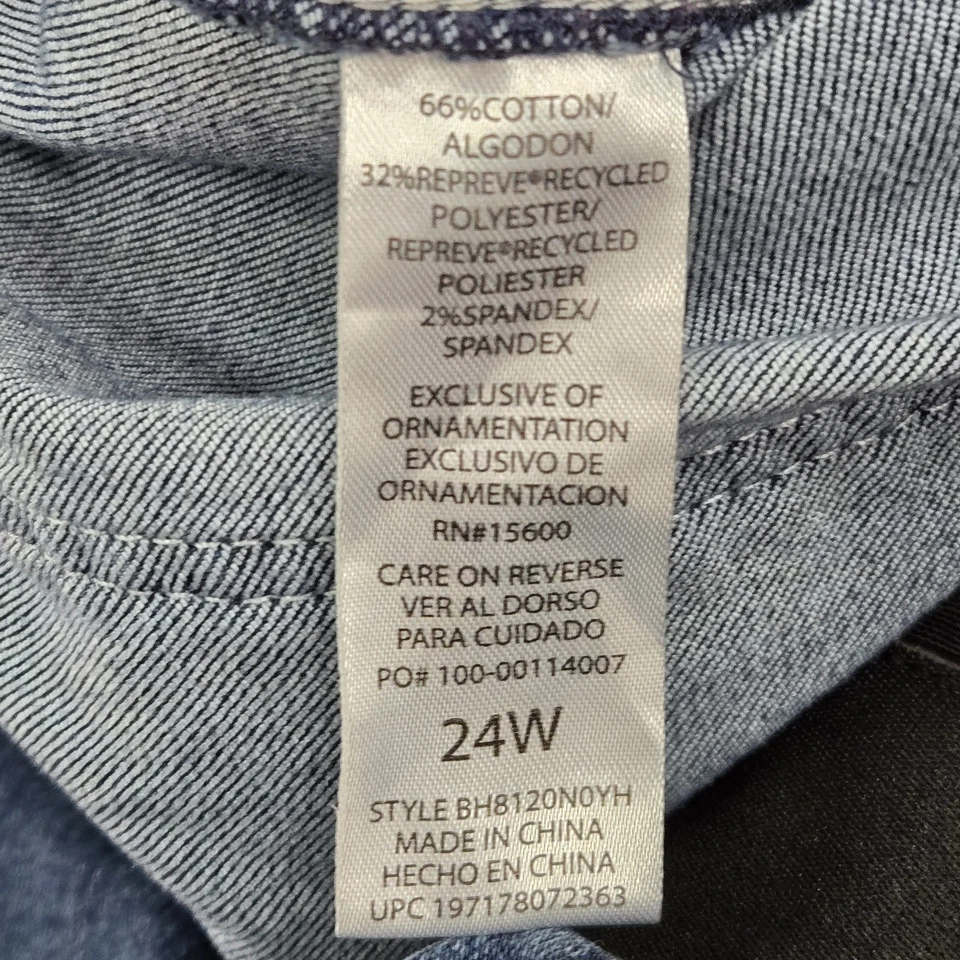 66%COTTON/
ALGODON
32%REPREVE®RECYCLED
POLYESTER/
REPREVE®RECYCLED
POLIESTER
2%SPANDEX/
SPANDEX
EXCLUSIVE OF
ORNAMENTATION
EXCLUSIVO DE
ORNAMENTACION
RN#15600
CARE ON REVERSE
VER AL DORSO
PARA CUIDADO
PO# 100-00114007
24W
STYLE BH8120N0YH
MADE IN CHINA
HECHO EN CHINA
UPC 197178072363